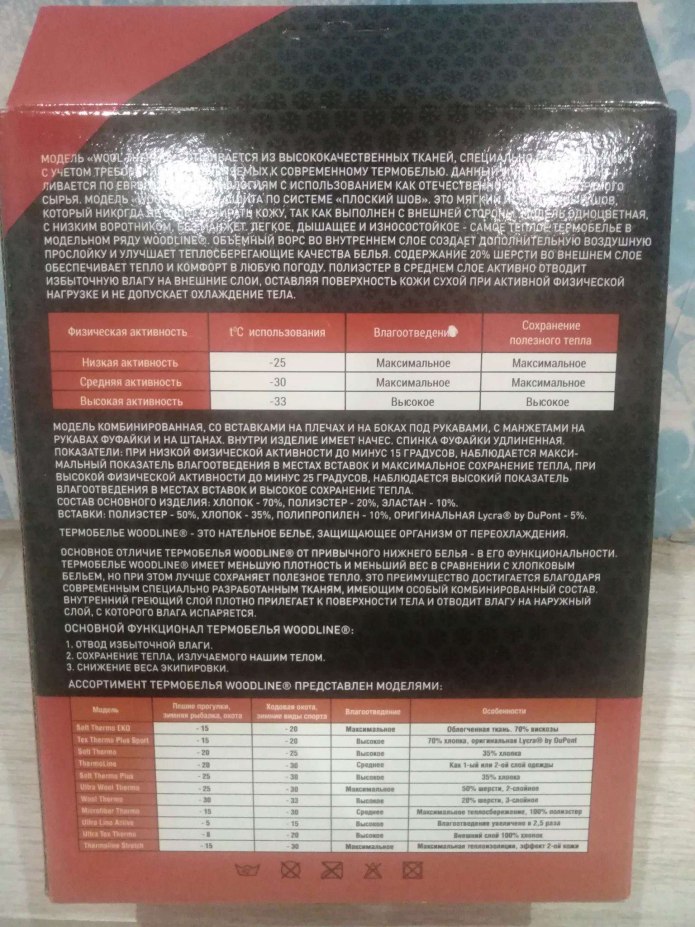 МОДЕЛЬ «WOOL ИЗ ВЫСОКОКАЧЕСТВЕННЫХ ТКАНЕЙ,
С УЧЕТОМ К СОВРЕМЕННОМУ ТЕРМОБЕЛЬЮ.
ЛИВАЕТСЯ ПО С ИСПОЛЬЗОВАНИЕМ КАК
СЫРЬЯ. МОДЕЛЬ ПО СИСТЕМЕ «ПЛОСКИЙ ШОВ». ЭТО
КОТОРЫЙ КОЖУ, ТАК КАК ВЫПОЛНЕН С ВНЕШНЕЙ ОДНОЦВЕТНАЯ,
С НИЗКИМ ВОРОТНИКОМ, ЛЕГКОЕ, ДЫШАЩЕЕ И ИЗНОСОСТОЙКОЕ - САМОЕ ТЕПЛОЕ ТЕРМОБЕЛЬЕ В
МОДЕЛЬНОМ РЯДУ WOODLINE®. ОБЪЕМНЫЙ ВОРС ВО ВНУТРЕННЕМ СЛОЕ СОЗДАЕТ ДОПОЛНИТЕЛЬНУЮ ВОЗДУШНУЮ
ПРОСЛОЙКУ И УЛУЧШАЕТ ТЕПЛОСБЕРЕГАЮЩИЕ КАЧЕСТВА БЕЛЬЯ. СОДЕРЖАНИЕ 20% ШЕРСТИ ВО ВНЕШНЕМ СЛОЕ
ОБЕСПЕЧИВАЕТ ТЕПЛО И КОМФОРТ В ЛЮБУЮ ПОГОДУ. ПОЛИЭСТЕР В СРЕДНЕМ СЛОЕ АКТИВНО ОТВОДИТ
ИЗБЫТОЧНУЮ ВЛАГУ НА ВНЕШНИЕ СЛОИ, ОСТАВЛЯЯ ПОВЕРХНОСТЬ КОЖИ СУХОЙ ПРИ АКТИВНОЙ ФИЗИЧЕСКОЙ
НАГРУЗКЕ И НЕ ДОПУСКАЕТ ОХЛАЖДЕНИЕ ТЕЛА.
Физическая активность t°C использования Влагоотведение Сохранение полезного тепла
Низкая активность -25 Максимальное Максимальное
Средняя активность -30 Максимальное Максимальное
Высокая активность -33 Высокое Высокое
МОДЕЛЬ КОМБИНИРОВАННАЯ, СО ВСТАВКАМИ НА ПЛЕЧАХ И НА БОКАХ ПОД РУКАВАМИ, С МАНЖЕТАМИ НА
РУКАВАХ ФУФАЙКИ И НА ШТАНАХ. ВНУТРИ ИЗДЕЛИЕ ИМЕЕТ НАЧЕС. СПИНКА ФУФАЙКИ УДЛИНЕННАЯ.
ПОКАЗАТЕЛИ: ПРИ НИЗКОЙ ФИЗИЧЕСКОЙ АКТИВНОСТИ ДО МИНУС 15 ГРАДУСОВ, НАБЛЮДАЕТСЯ МАКСИ-
МАЛЬНЫЙ ПОКАЗАТЕЛЬ ВЛАГООТВЕДЕНИЯ В МЕСТАХ ВСТАВОК И МАКСИМАЛЬНОЕ СОХРАНЕНИЕ ТЕПЛА, ПРИ
ВЫСОКОЙ ФИЗИЧЕСКОЙ АКТИВНОСТИ ДО МИНУС 25 ГРАДУСОВ, НАБЛЮДАЕТСЯ ВЫСОКИЙ ПОКАЗАТЕЛЬ
ВЛАГООТВЕДЕНИЯ В МЕСТАХ ВСТАВОК И ВЫСОКОЕ СОХРАНЕНИЕ ТЕПЛА.
СОСТАВ ОСНОВНОГО ИЗДЕЛИЯ: ХЛОПОК - 70%, ПОЛИЭСТЕР - 20%, ЭЛАСТАН - 10%.
ВСТАВКИ: ПОЛИЭСТЕР - 50%, ХЛОПОК - 35%, ПОЛИПРОПИЛЕН - 10%, ОРИГИНАЛЬНАЯ Lycra® by DuPont - 5%.
ТЕРМОБЕЛЬЕ WOODLINE® - ЭТО НАТЕЛЬНОЕ БЕЛЬЕ, ЗАЩИЩАЮЩЕЕ ОРГАНИЗМ ОТ ПЕРЕОХЛАЖДЕНИЯ.
ОСНОВНОЕ ОТЛИЧИЕ ТЕРМОБЕЛЬЯ WOODLINE® ОТ ПРИВЫЧНОГО НИЖНЕГО БЕЛЬЯ - В ЕГО ФУНКЦИОНАЛЬНОСТИ.
ТЕРМОБЕЛЬЕ WOODLINE® ИМЕЕТ МЕНЬШУЮ ПЛОТНОСТЬ И МЕНЬШИЙ ВЕС В СРАВНЕНИИ С ХЛОПКОВЫМ
БЕЛЬЕМ, НО ПРИ ЭТОМ ЛУЧШЕ СОХРАНЯЕТ ПОЛЕЗНОЕ ТЕПЛО. ЭТО ПРЕИМУЩЕСТВО ДОСТИГАЕТСЯ БЛАГОДАРЯ
СОВРЕМЕННЫМ СПЕЦИАЛЬНО РАЗРАБОТАННЫМ ТКАНЯМ, ИМЕЮЩИМ ОСОБЫЙ КОМБИНИРОВАННЫЙ СОСТАВ.
ВНУТРЕННИЙ ГРЕЮЩИЙ СЛОЙ ПЛОТНО ПРИЛЕГАЕТ К ПОВЕРХНОСТИ ТЕЛА И ОТВОДИТ ВЛАГУ НА НАРУЖНЫЙ
СЛОЙ, С КОТОРОГО ВЛАГА ИСПАРЯЕТСЯ.
ОСНОВНОЙ ФУНКЦИОНАЛ ТЕРМОБЕЛЬЯ WOODLINE®:
1. ОТВОД ИЗБЫТОЧНОЙ ВЛАГИ.
2. СОХРАНЕНИЕ ТЕПЛА, ИЗЛУЧАЕМОГО НАШИМ ТЕЛОМ.
3. СНИЖЕНИЕ ВЕСА ЭКИПИРОВКИ.
АССОРТИМЕНТ ТЕРМОБЕЛЬЯ WOODLINE® ПРЕДСТАВЛЕН МОДЕЛЯМИ:
Модель Пешие прогулки, зимняя рыбалка, охота Ходовая охота, зимние виды спорта Влагоотведение Особенности
Soft Thermo EKO - 15 - 20 Максимальное Облегченная ткань. 70% вискозы
Tex Thermo Plus Sport - 15 - 20 Высокое 70% хлопка, оригинальная Lycra® by DuPont
Soft Thermo - 20 - 25 Высокое 35% хлопка
ThermoLine - 20 - 30 Среднее Как 1-ый или 2-ой слой одежды
Soft Thermo Plus - 25 - 30 Высокое 35% хлопка
Ultra Wool Thermo - 25 - 30 Максимальное 50% шерсти, 2-слойное
Wool Thermo - 30 - 33 Высокое 20% шерсти, 3-слойное
Microfiber Thermo - 15 - 30 Среднее Максимальное теплосбережение, 100% полиэстер
Ultra Line Active - 5 - 15 Высокое Влагоотведение увеличено в 2,5 раза
Ultra Tex Thermo - 8 - 20 Высокое Внешний слой 100% хлопок
Thermoline Stretch - 15 - 30 Максимальное Максимальная теплоизоляция, эффект 2-ой кожи